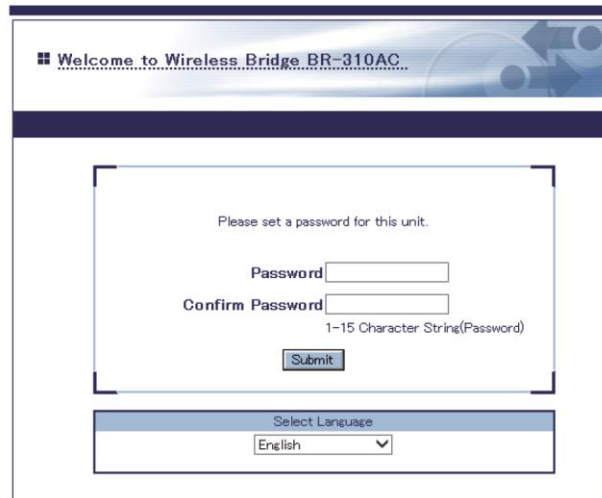 Welcome to Wireless Bridge BR-310AC
Please set a password for this unit.
Password
Confirm Password
1-15 Character String(Password)
Submit
Select Language
English